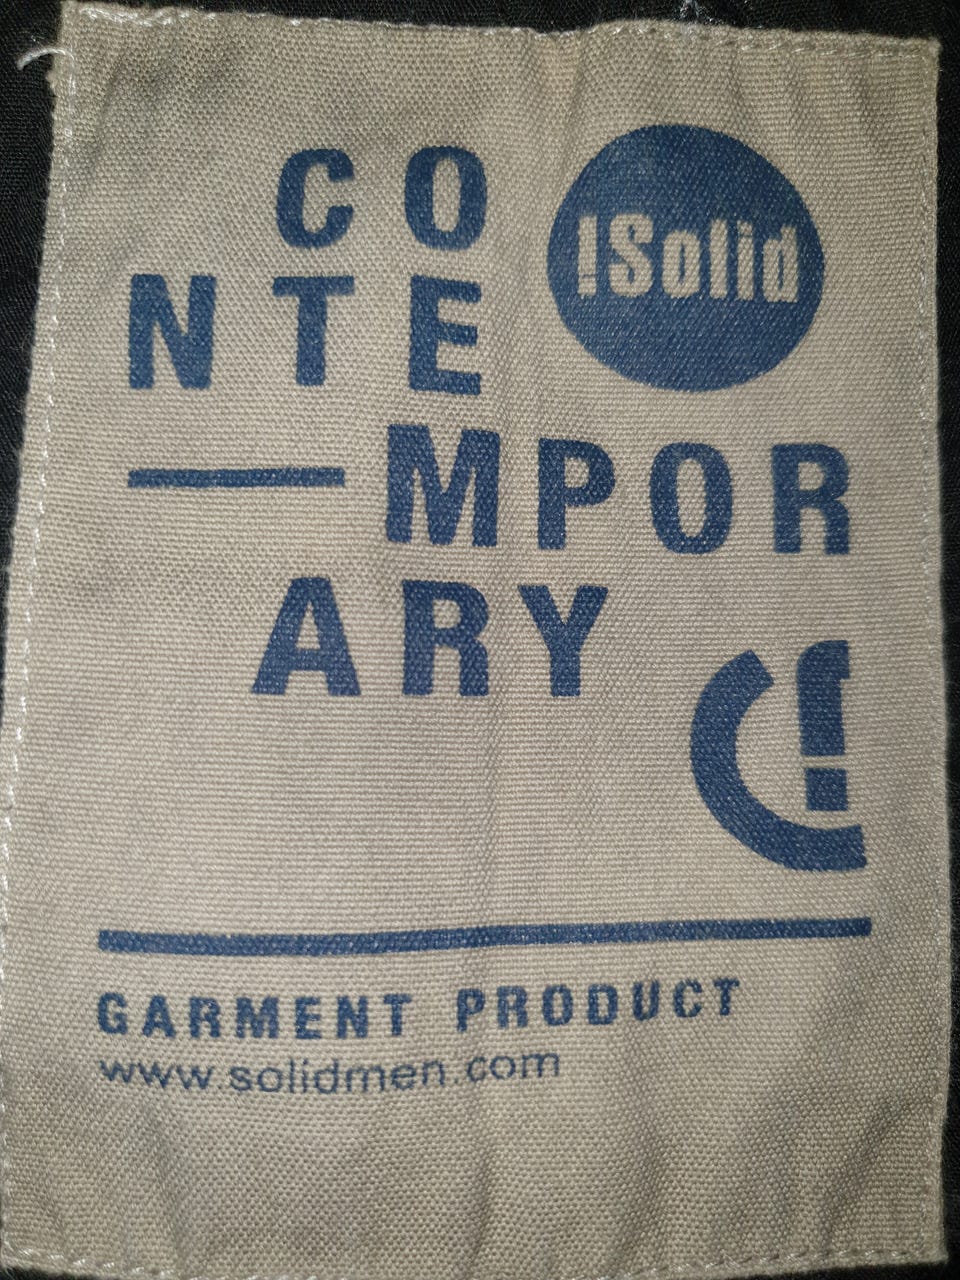 CO
!Solid
NTE
MPOR
ARY
GARMENT PRODUCT
www.solidmen.com